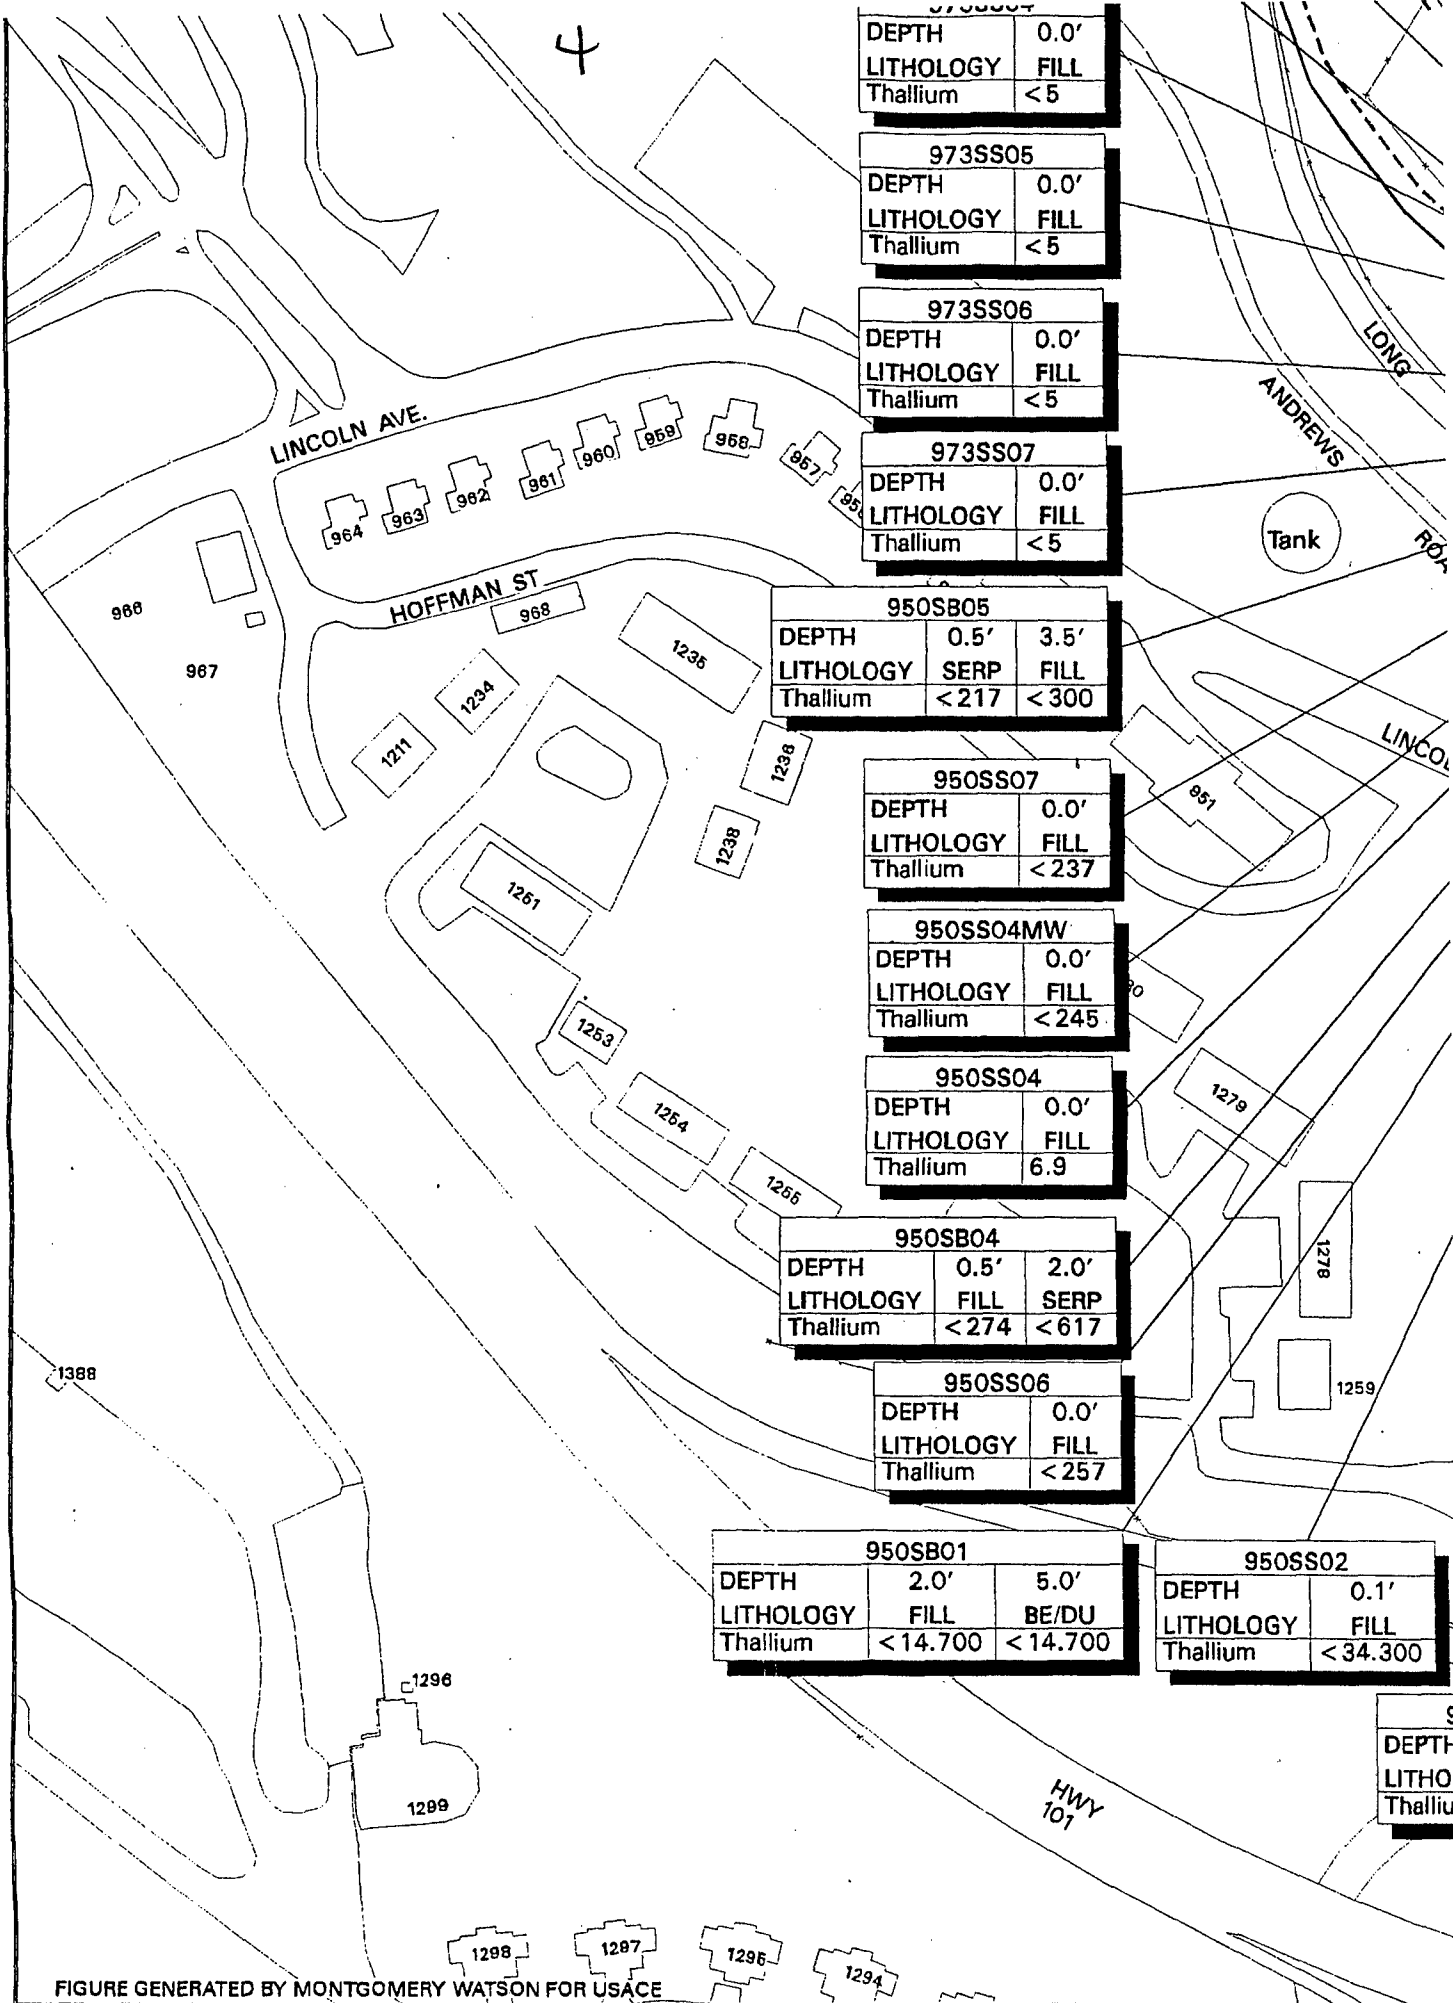 4
DEPTH 0.0'
LITHOLOGY FILL
Thallium <5
973SS05
DEPTH 0.0'
LITHOLOGY FILL
Thallium <5
973SS06
DEPTH 0.0'
LITHOLOGY FILL
Thallium <5
973SS07
DEPTH 0.0'
LITHOLOGY FILL
Thallium <5
950SB05
DEPTH 0.5' 3.5'
LITHOLOGY SERP FILL
Thallium <217 <300
950SS07
DEPTH 0.0'
LITHOLOGY FILL
Thallium <237
950SS04MW
DEPTH 0.0'
LITHOLOGY FILL
Thallium <245
950SS04
DEPTH 0.0'
LITHOLOGY FILL
Thallium 6.9
950SB04
DEPTH 0.5' 2.0'
LITHOLOGY FILL SERP
Thallium <274 <617
950SS06
DEPTH 0.0'
LITHOLOGY FILL
Thallium <257
950SB01
DEPTH 2.0' 5.0'
LITHOLOGY FILL BE/DU
Thallium <14.700 <14.700
950SS02
DEPTH 0.1'
LITHOLOGY FILL
Thallium <34.300
DEPTH
LITHO
Thalliu
LONG
ANDREWS
ROA
Tank
LINCOLN AVE.
964
963
962
961
960
959
958
957
HOFFMAN ST
966
967
968
1235
1234
1211
1236
1238
LINCOL
951
1251
1253
1254
1255
1279
1278
1259
1388
1296
1299
HWY
101
1298
1297
1295
1294
FIGURE GENERATED BY MONTGOMERY WATSON FOR USACE